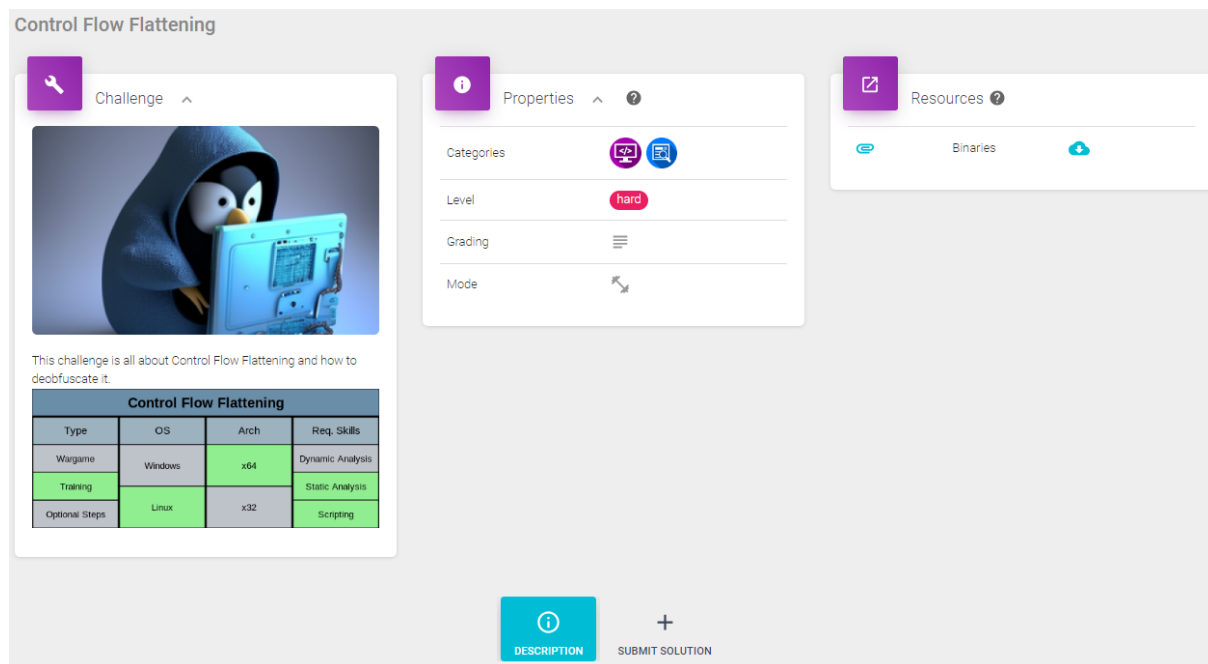 Control Flow Flattening
Challenge
This challenge is all about Control Flow Flattening and how to
deobfuscate it.
Control Flow Flattening
Type OS Arch Req. Skills
Wargame Windows x64 Dynamic Analysis
Training Static Analysis
Optional Steps Linux x32 Scripting
Properties
Categories
Level hard
Grading
Mode
Resources
Binaries
DESCRIPTION
SUBMIT SOLUTION